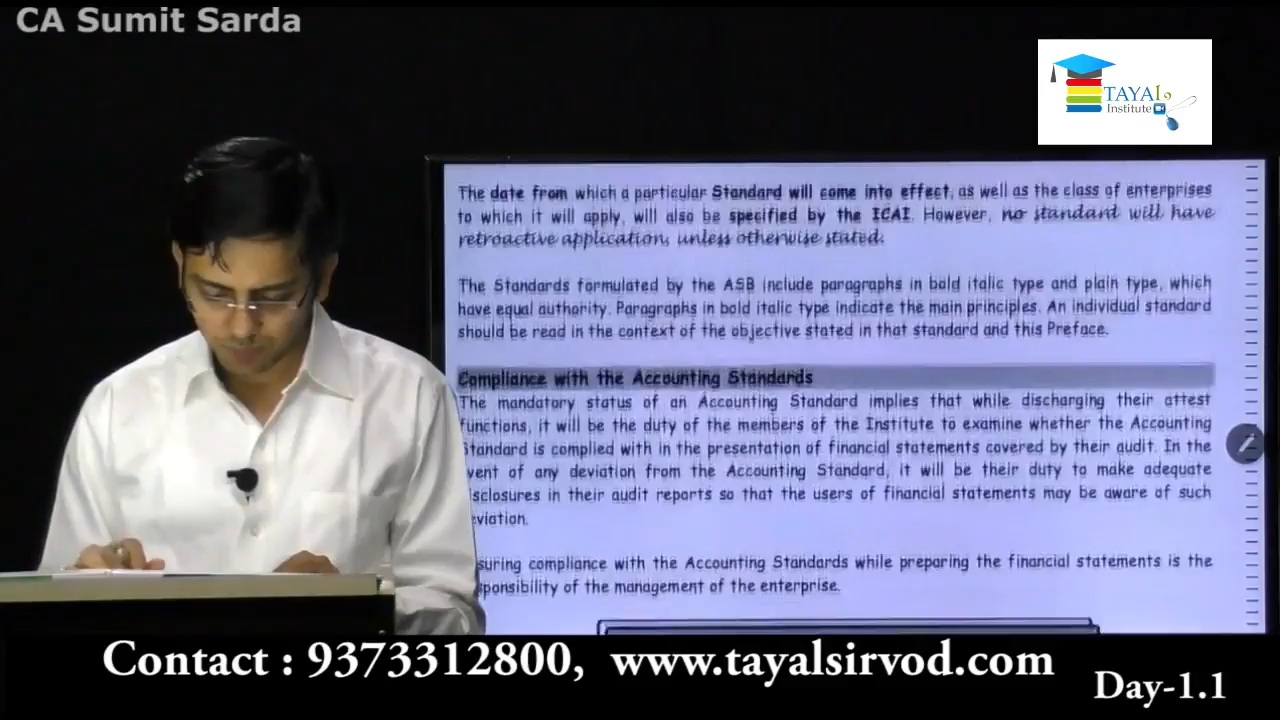 CA Sumit Sarda
TAYAls
Institute
The date from which a particular Standard will come into effect, as well as the class of enterprises
to which it will apply, will also be specified by the ICAI. However, no standard will have
retroactive application, unless otherwise stated.
The Standards formulated by the ASB include paragraphs in bold italic type and plain type, which
have equal authority. Paragraphs in bold italic type indicate the main principles. An individual standard
should be read in the context of the objective stated in that standard and this Preface.
Compliance with the Accounting Standards
The mandatory status of an Accounting Standard implies that while discharging their attest
functions, it will be the duty of the members of the Institute to examine whether the Accounting
Standard is complied with in the presentation of financial statements covered by their audit. In the
vent of any deviation from the Accounting Standard, it will be their duty to make adequate
isclosures in their audit reports so that the users of financial statements may be aware of such
eviation.
suring compliance with the Accounting Standards while preparing the financial statements is the
sponsibility of the management of the enterprise.
Contact : 9373312800, www.tayalsirvod.com
Day-1.1